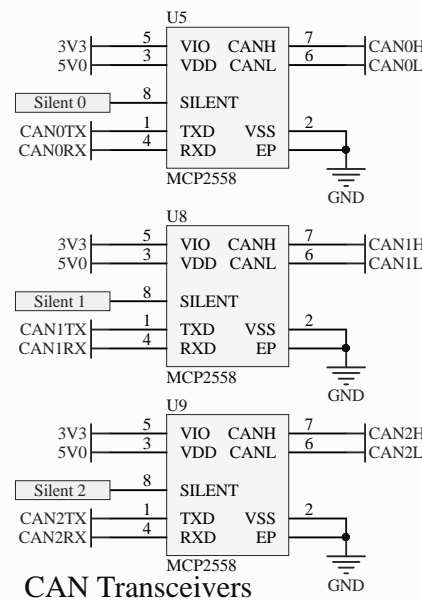 U5
3V3 5 VIO CANH 7 CAN0H
5V0 3 VDD CANL 6 CAN0L
Silent 0 8 SILENT
CAN0TX 1 TXD VSS 2
CAN0RX 4 RXD EP
MCP2558
GND
U8
3V3 5 VIO CANH 7 CAN1H
5V0 3 VDD CANL 6 CAN1L
Silent 1 8 SILENT
CAN1TX 1 TXD VSS 2
CAN1RX 4 RXD EP
MCP2558
GND
U9
3V3 5 VIO CANH 7 CAN2H
5V0 3 VDD CANL 6 CAN2L
Silent 2 8 SILENT
CAN2TX 1 TXD VSS 2
CAN2RX 4 RXD EP
MCP2558
GND
CAN Transceivers